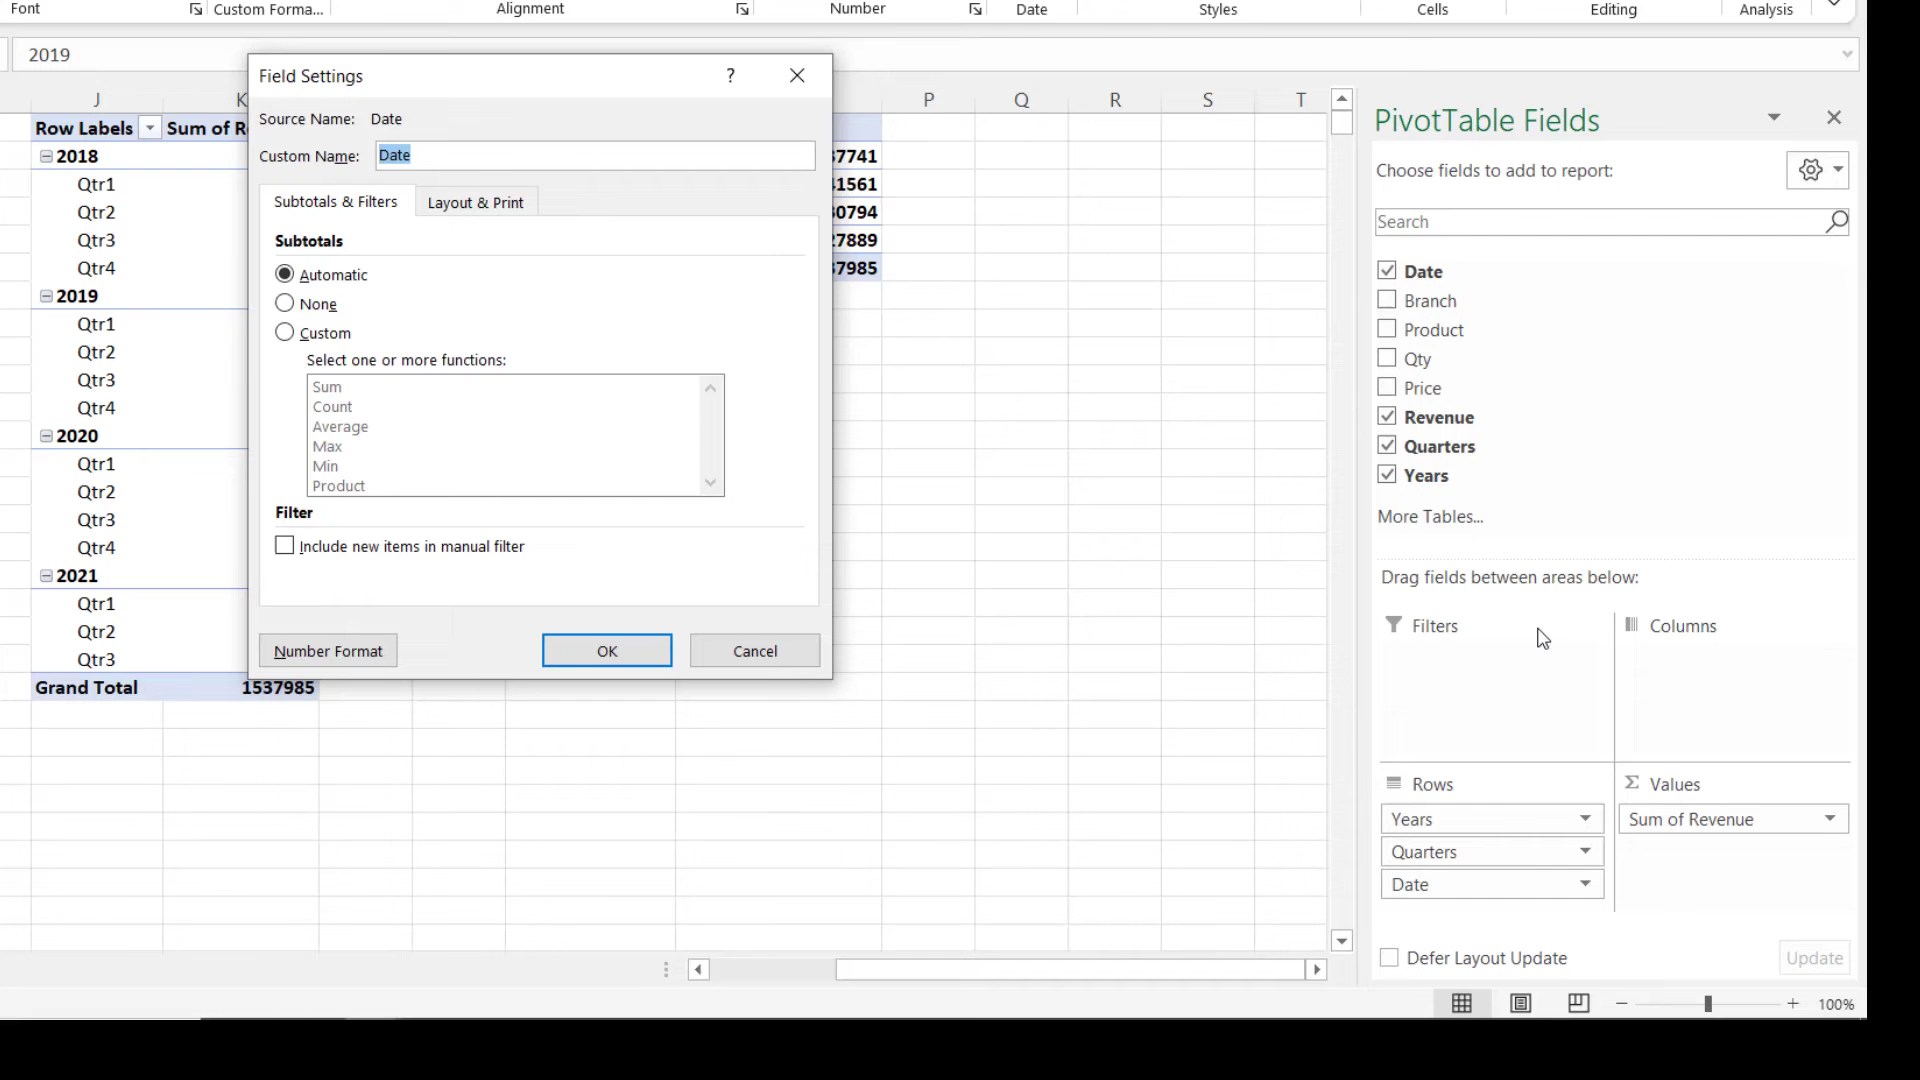 Font Custom Forma... Alignment Number Date Styles Cells Editing Analysis
2019
Field Settings ?
Source Name: Date
Custom Name: Date
Subtotals & Filters Layout & Print
Subtotals
Automatic
None
Custom
Select one or more functions:
Sum
Count
Average
Max
Min
Product
Filter
Include new items in manual filter
Number Format OK Cancel
J K P Q R S T
Row Labels Sum of R
2018 37741
Qtr1 41561
Qtr2 30794
Qtr3 27889
Qtr4 37985
2019
Qtr1
Qtr2
Qtr3
Qtr4
2020
Qtr1
Qtr2
Qtr3
Qtr4
2021
Qtr1
Qtr2
Qtr3
Grand Total 1537985
PivotTable Fields
Choose fields to add to report:
Search
Date
Branch
Product
Qty
Price
Revenue
Quarters
Years
More Tables...
Drag fields between areas below:
Filters Columns
Rows Σ Values
Years Sum of Revenue
Quarters
Date
Defer Layout Update Update
100%